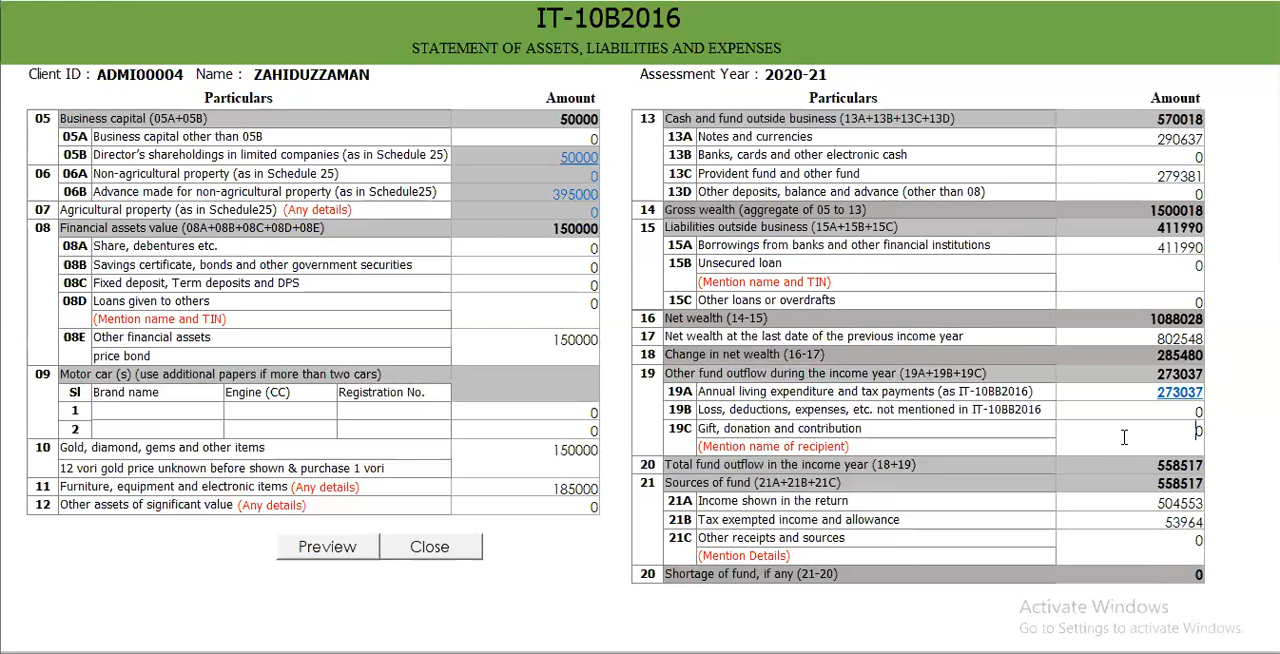 IT-10B2016
STATEMENT OF ASSETS, LIABILITIES AND EXPENSES
Client ID : ADMI00004 Name : ZAHIDUZZAMAN
Assessment Year : 2020-21
Particulars Amount
05 Business capital (05A+05B) 50000
05A Business capital other than 05B 0
05B Director's shareholdings in limited companies (as in Schedule 25) 50000
06 06A Non-agricultural property (as in Schedule 25) 0
06B Advance made for non-agricultural property (as in Schedule25) 395000
07 Agricultural property (as in Schedule25) (Any details) 0
08 Financial assets value (08A+08B+08C+08D+08E) 150000
08A Share, debentures etc. 0
08B Savings certificate, bonds and other government securities 0
08C Fixed deposit, Term deposits and DPS 0
08D Loans given to others 0
(Mention name and TIN)
08E Other financial assets 150000
price bond
09 Motor car (s) (use additional papers if more than two cars)
Sl Brand name Engine (CC) Registration No.
1 0
2 0
10 Gold, diamond, gems and other items 150000
12 vori gold price unknown before shown & purchase 1 vori
11 Furniture, equipment and electronic items (Any details) 185000
12 Other assets of significant value (Any details) 0
Preview Close
Particulars Amount
13 Cash and fund outside business (13A+13B+13C+13D) 570018
13A Notes and currencies 290637
13B Banks, cards and other electronic cash 0
13C Provident fund and other fund 279381
13D Other deposits, balance and advance (other than 08) 0
14 Gross wealth (aggregate of 05 to 13) 1500018
15 Liabilities outside business (15A+15B+15C) 411990
15A Borrowings from banks and other financial institutions 411990
15B Unsecured loan 0
(Mention name and TIN)
15C Other loans or overdrafts 0
16 Net wealth (14-15) 1088028
17 Net wealth at the last date of the previous income year 802548
18 Change in net wealth (16-17) 285480
19 Other fund outflow during the income year (19A+19B+19C) 273037
19A Annual living expenditure and tax payments (as IT-10BB2016) 273037
19B Loss, deductions, expenses, etc. not mentioned in IT-10BB2016 0
19C Gift, donation and contribution 0
(Mention name of recipient)
20 Total fund outflow in the income year (18+19) 558517
21 Sources of fund (21A+21B+21C) 558517
21A Income shown in the return 504553
21B Tax exempted income and allowance 53964
21C Other receipts and sources 0
(Mention Details)
20 Shortage of fund, if any (21-20) 0
Activate Windows
Go to Settings to activate Windows.